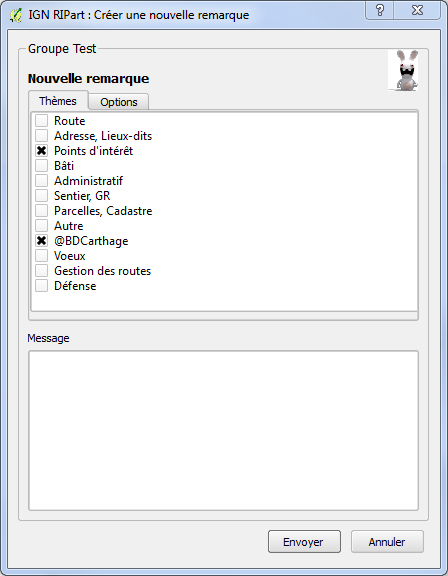 IGN RIPart : Créer une nouvelle remarque
Groupe Test
Nouvelle remarque
Thèmes Options
Route
Adresse, Lieux-dits
Points d'intérêt
Bâti
Administratif
Sentier, GR
Parcelles, Cadastre
Autre
@BDCarthage
Voeux
Gestion des routes
Défense
Message
Envoyer Annuler